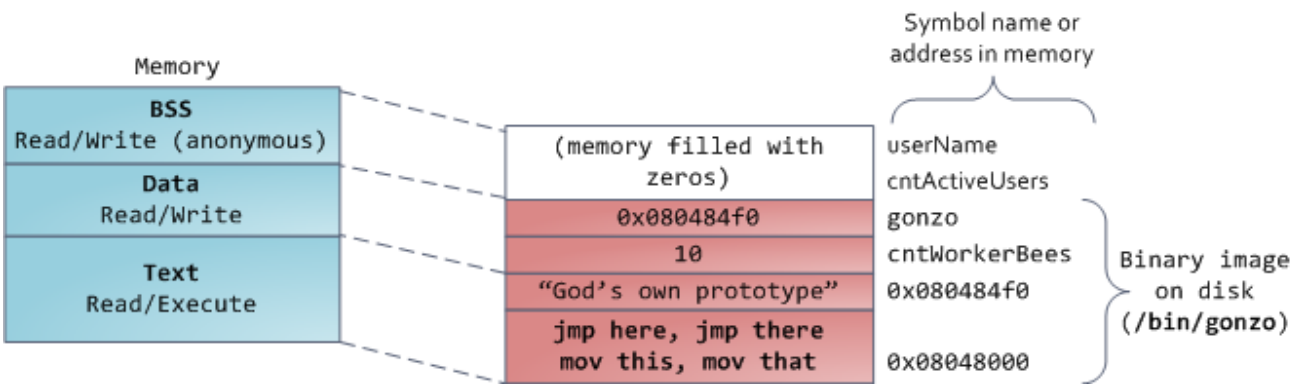 Symbol name or
address in memory
Memory
BSS
Read/Write (anonymous)
Data
Read/Write
Text
Read/Execute
(memory filled with
zeros)
userName
cntActiveUsers
0x080484f0
gonzo
10
cntWorkerBees
“God’s own prototype”
0x080484f0
jmp here, jmp there
mov this, mov that
0x08048000
Binary image
on disk
(/bin/gonzo)